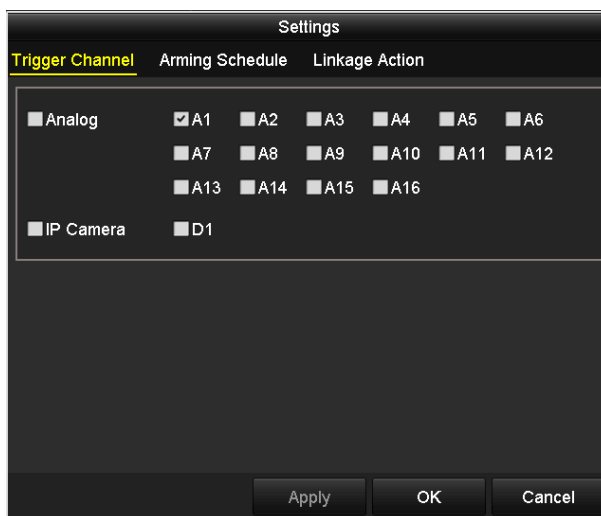 Settings
Trigger Channel Arming Schedule Linkage Action
Analog A1 A2 A3 A4 A5 A6
A7 A8 A9 A10 A11 A12
A13 A14 A15 A16
IP Camera D1
Apply OK Cancel